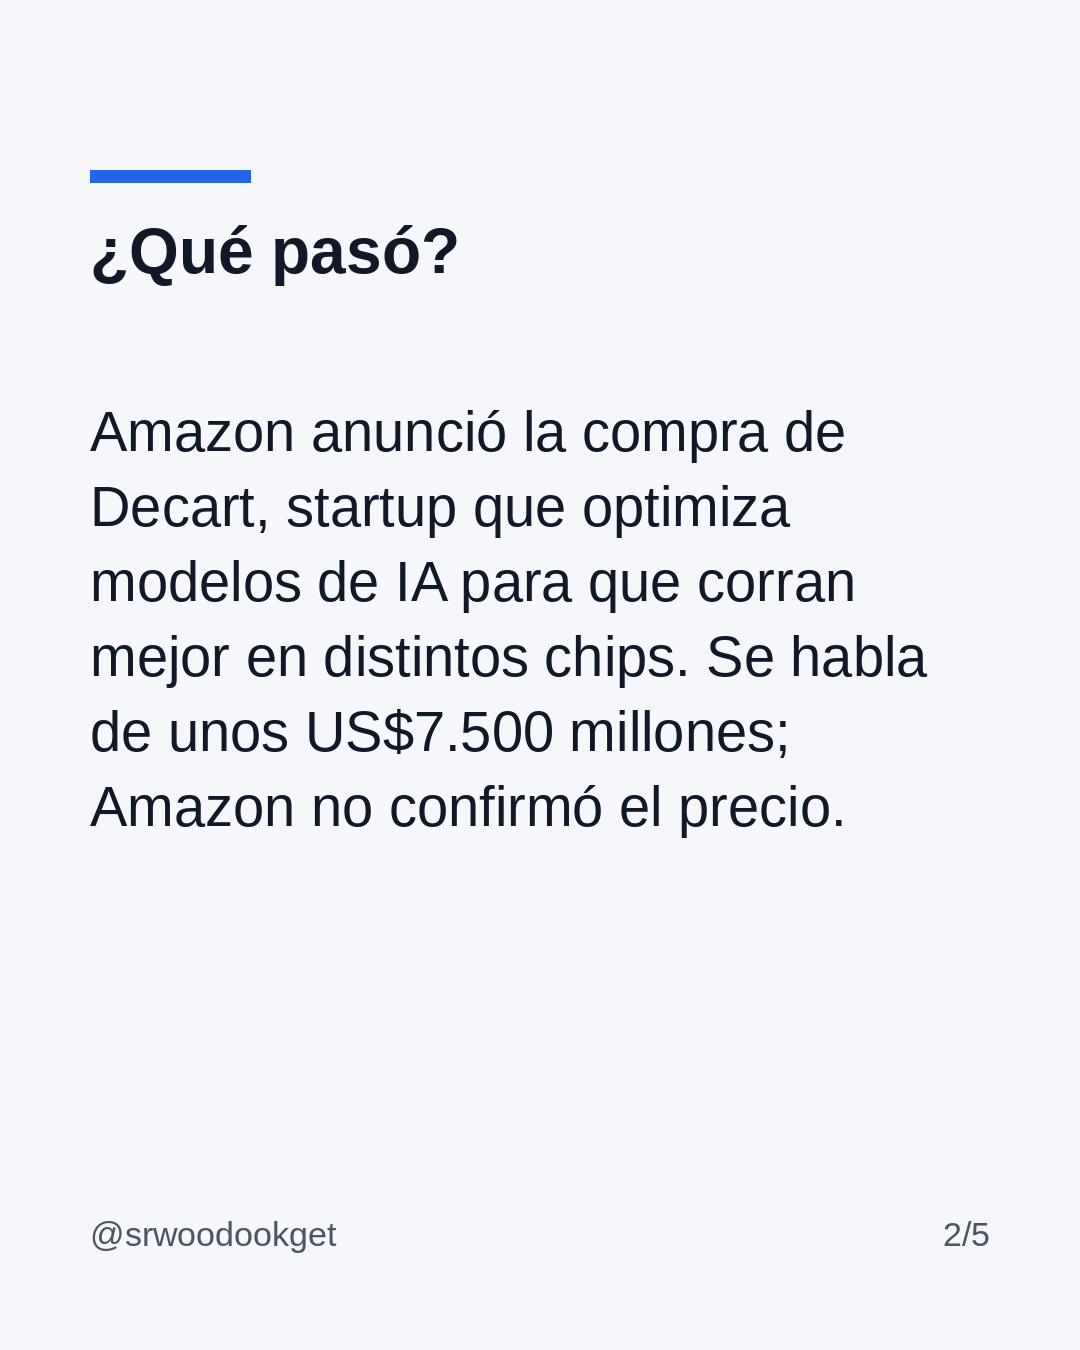 ¿Qué pasó?
Amazon anunció la compra de
Decart, startup que optimiza
modelos de IA para que corran
mejor en distintos chips. Se habla
de unos US$7.500 millones;
Amazon no confirmó el precio.
@srwoodookget
2/5